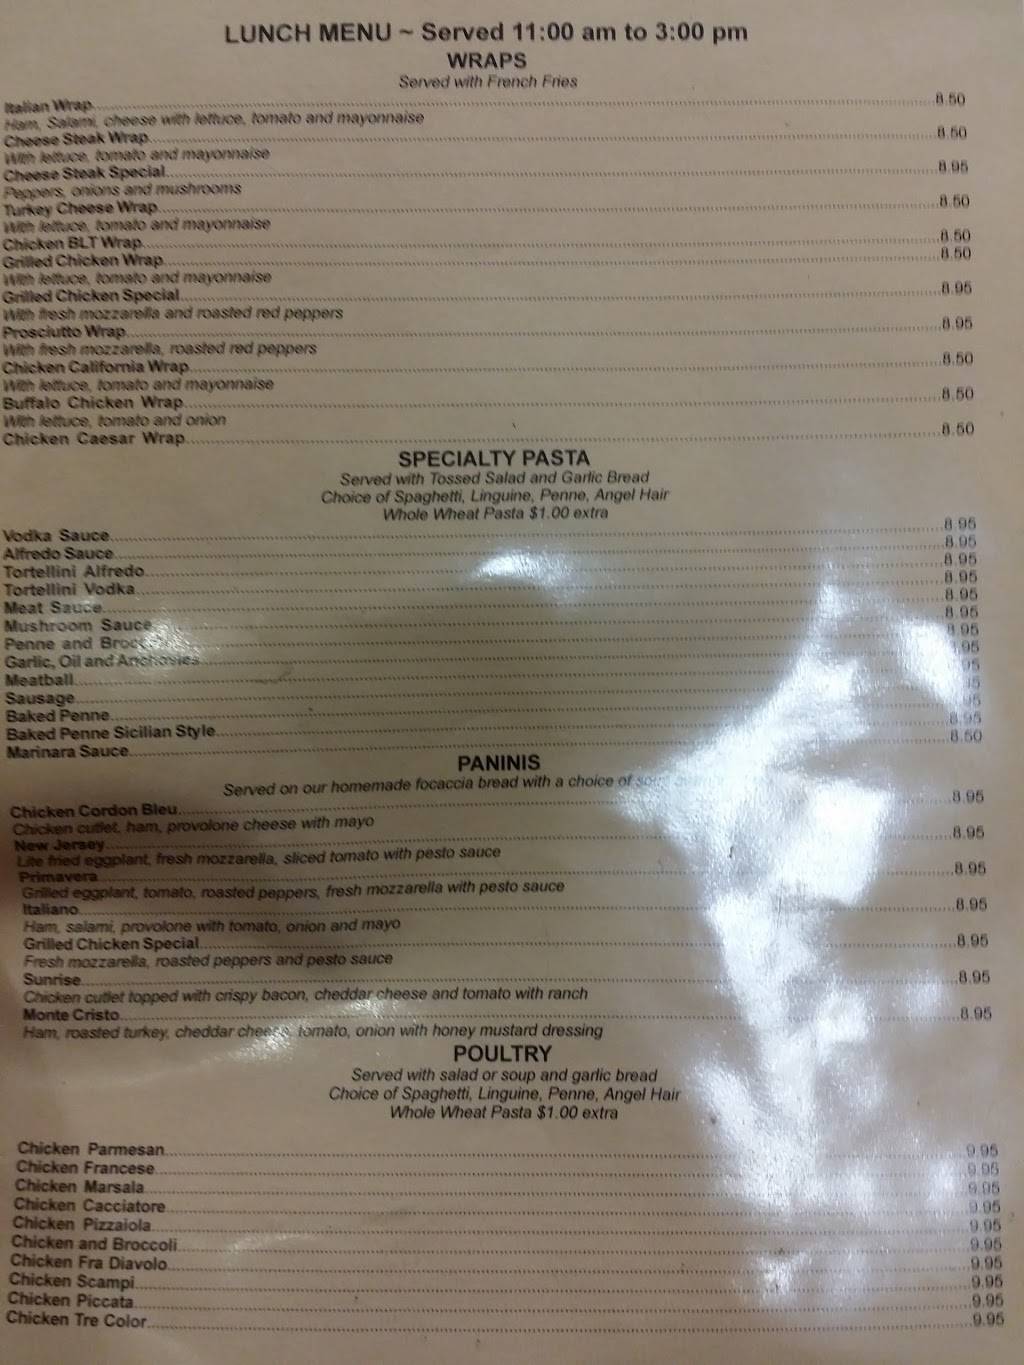 LUNCH MENU ~ Served 11:00 am to 3:00 pm
WRAPS
Served with French Fries
Italian Wrap 8.50
Ham, Salami, cheese with lettuce, tomato and mayonnaise
Cheese Steak Wrap 8.50
With lettuce, tomato and mayonnaise
Cheese Steak Special 8.95
Peppers, onions and mushrooms
Turkey Cheese Wrap 8.50
With lettuce, tomato and mayonnaise
Chicken BLT Wrap 8.50
Grilled Chicken Wrap 8.50
With lettuce, tomato and mayonnaise
Grilled Chicken Special 8.95
With fresh mozzarella and roasted red peppers
Prosciutto Wrap 8.95
With fresh mozzarella, roasted red peppers
Chicken California Wrap 8.50
With lettuce, tomato and mayonnaise
Buffalo Chicken Wrap 8.50
With lettuce, tomato and onion
Chicken Caesar Wrap 8.50
SPECIALTY PASTA
Served with Tossed Salad and Garlic Bread
Choice of Spaghetti, Linguine, Penne, Angel Hair
Whole Wheat Pasta $1.00 extra
Vodka Sauce 8.95
Alfredo Sauce 8.95
Tortellini Alfredo 8.95
Tortellini Vodka 8.95
Meat Sauce 8.95
Mushroom Sauce 8.95
Penne and 8.95
Garlic, Oil and Anchovies
Meatball
Sausage
Baked Penne
Baked Penne Sicilian Style 8.95
Marinara Sauce 8.50
PANINIS
Served on our homemade focaccia bread with a choice of
Chicken Cordon Bleu 8.95
Chicken cutlet, ham, provolone cheese with mayo
New Jersey 8.95
Lite fried eggplant, fresh mozzarella, sliced tomato with pesto sauce
Primavera 8.95
Grilled eggplant, tomato, roasted peppers, fresh mozzarella with pesto sauce
Italiano 8.95
Ham, salami, provolone with tomato, onion and mayo
Grilled Chicken Special 8.95
Fresh mozzarella, roasted peppers and pesto sauce
Sunrise 8.95
Chicken cutlet topped with crispy bacon, cheddar cheese and tomato with ranch
Monte Cristo 8.95
Ham, roasted turkey, cheddar cheese, tomato, onion with honey mustard dressing
POULTRY
Served with salad or soup and garlic bread
Choice of Spaghetti, Linguine, Penne, Angel Hair
Whole Wheat Pasta $1.00 extra
Chicken Parmesan 9.95
Chicken Francese 9.95
Chicken Marsala 9.95
Chicken Cacciatore 9.95
Chicken Pizzaiola 9.95
Chicken and Broccoli 9.95
Chicken Fra Diavolo 9.95
Chicken Scampi 9.95
Chicken Piccata 9.95
Chicken Tre Color 9.95